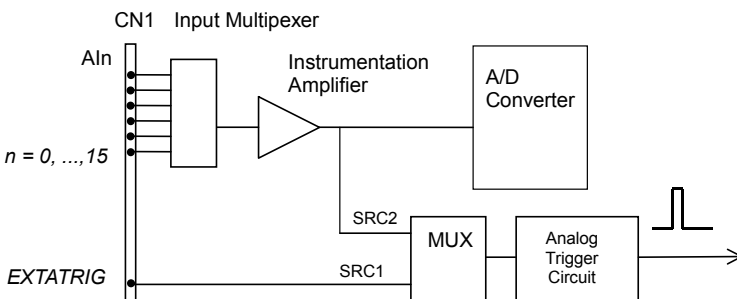 CN1 Input Multipexer
AIn
Instrumentation
Amplifier
A/D
Converter
n = 0, ...,15
SRC2
MUX
Analog
Trigger
Circuit
EXTATRIG
SRC1